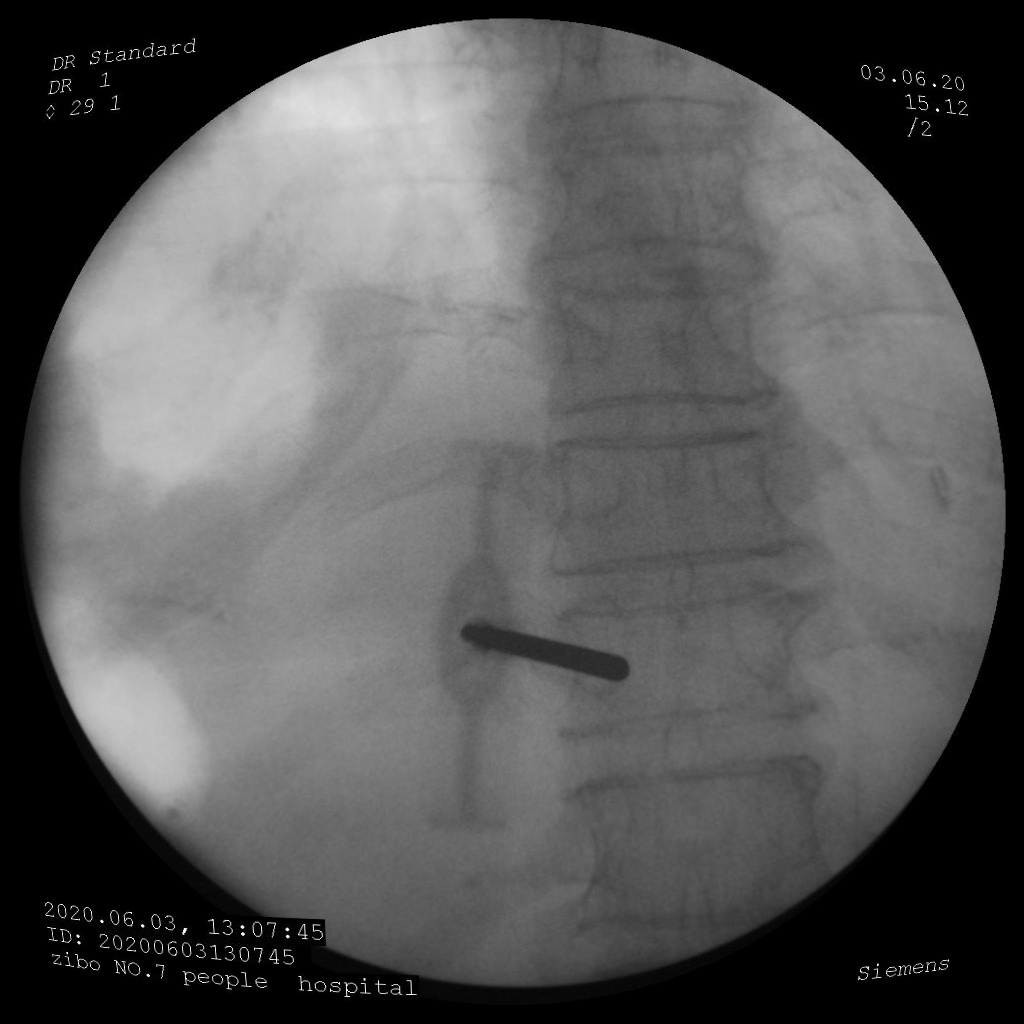 DR Standard
DR 1
◊ 29 1
03.06.20
15.12
/2
2020.06.03, 13:07:45
ID: 20200603130745
zibo NO.7 people hospital
Siemens